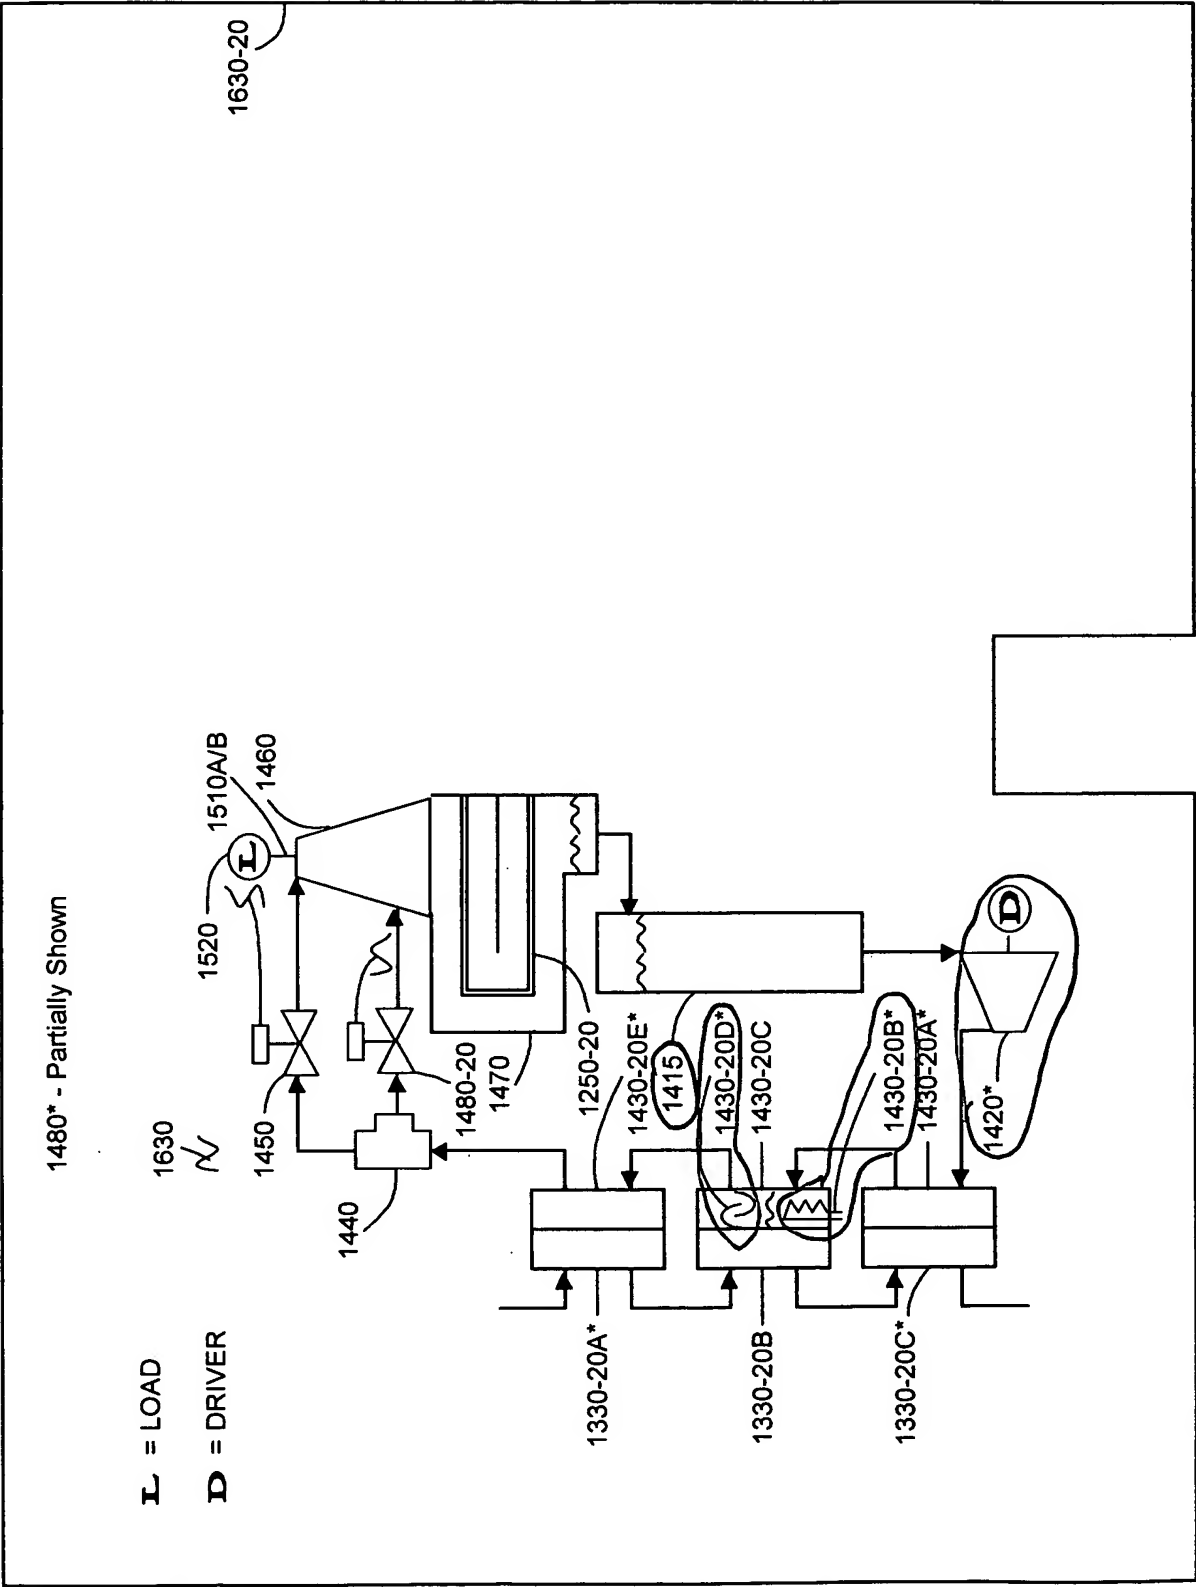 1480* - Partially Shown
L = LOAD
D = DRIVER
1630
1630-20
1520
1510A/B
1460
L
1450
1440
1480-20
1470
1250-20
1430-20E*
1415
1430-20D*
1430-20C
1430-20B*
1430-20A*
1420*
D
1330-20A*
1330-20B
1330-20C*